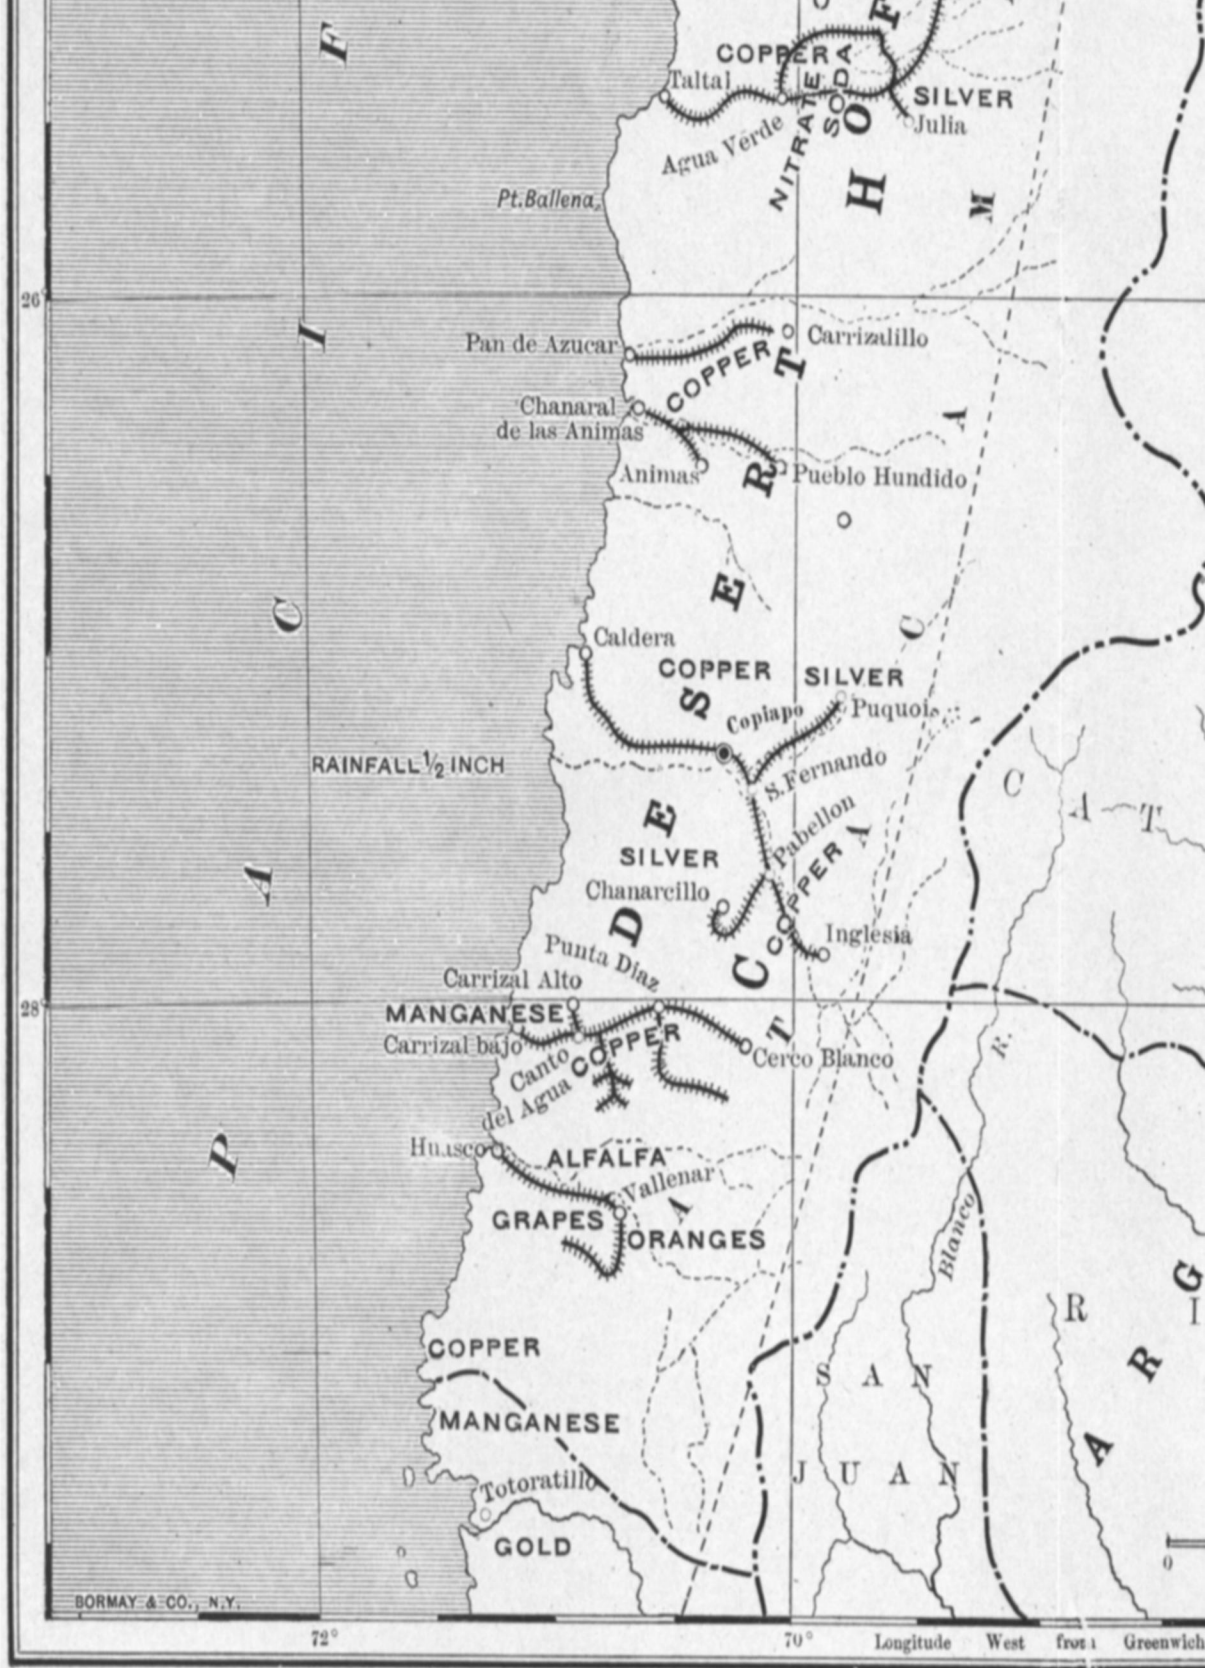 F
COPPER
F
Taltal
SILVER
NITRATE
SODA
O
Julia
Agua Verde
H
Pt. Ballena
M
26°
I
Pan de Azucar
Carrizalillo
T
COPPER
Chanaral
de las Animas
A
Animas
R
Pueblo Hundido
E
C
C
Caldera
COPPER
SILVER
S
Copiapo
Puquois
RAINFALL ½ INCH
S. Fernando
C A T
E
Pabellon
A
SILVER
COPPER
A
Chanarcillo
D
Inglesia
Punta Diaz
C
Carrizal Alto
28°
MANGANESE
T
Carrizal bajo
COPPER
Cerco Blanco
R.
Canto
del Agua
P
Huasco
ALFALFA
Vallenar
A
GRAPES
ORANGES
Blanco
G
R I
COPPER
R
SAN
MANGANESE
A
JUAN
Totoratillo
GOLD
0
BORMAY & CO., N.Y.
72°
70°
Longitude West from Greenwich